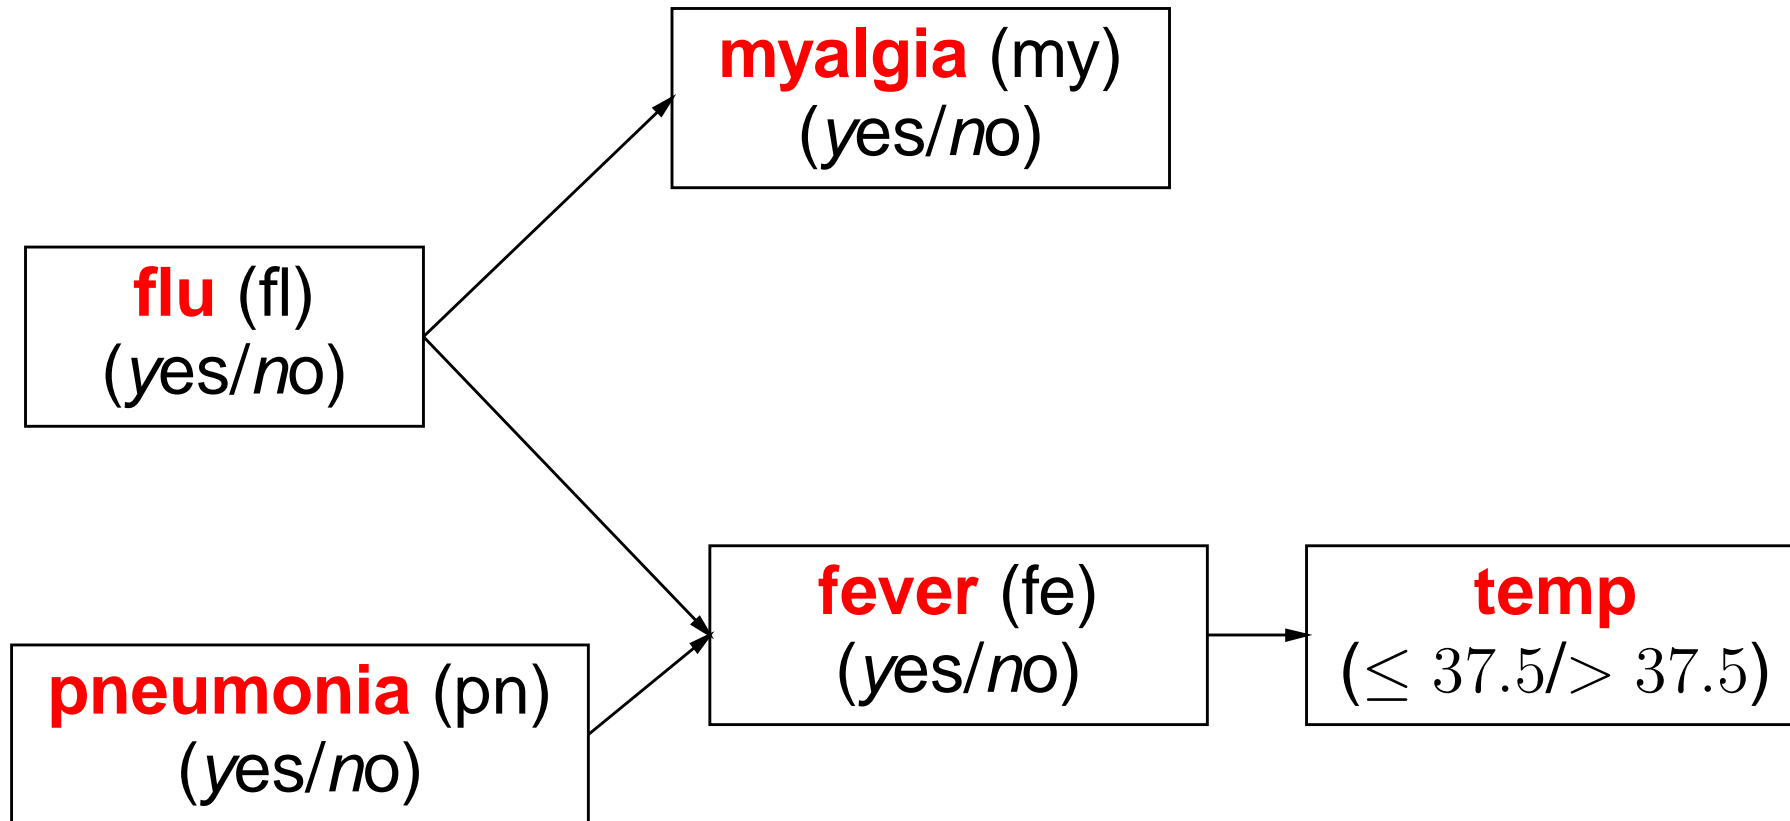 myalgia (my)
(yes/no)
flu (fl)
(yes/no)
fever (fe)
(yes/no)
temp
(≤ 37.5/> 37.5)
pneumonia (pn)
(yes/no)